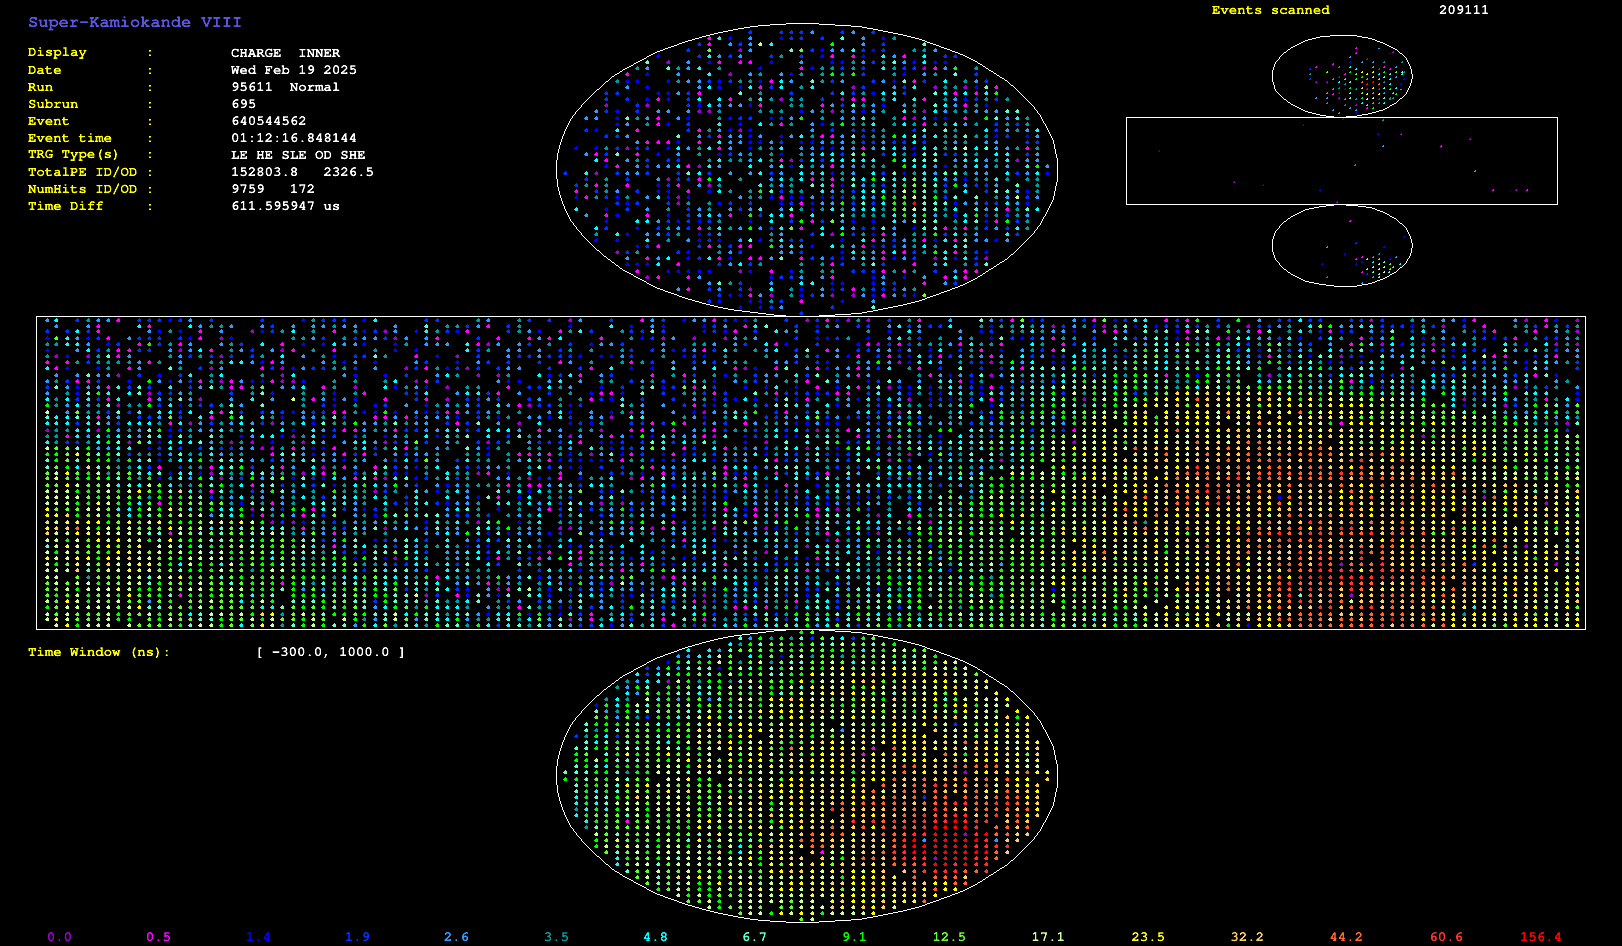 Super-Kamiokande VIII
Display : CHARGE INNER
Date : Wed Feb 19 2025
Run : 95611 Normal
Subrun : 695
Event : 640544562
Event time : 01:12:16.848144
TRG Type(s) : LE HE SLE OD SHE
TotalPE ID/OD : 152803.8 2326.5
NumHits ID/OD : 9759 172
Time Diff : 611.595947 us
Events scanned 209111
Time Window (ns): [ -300.0, 1000.0 ]
0.0 0.5 1.4 1.9 2.6 3.5 4.8 6.7 9.1 12.5 17.1 23.5 32.2 44.2 60.6 156.4